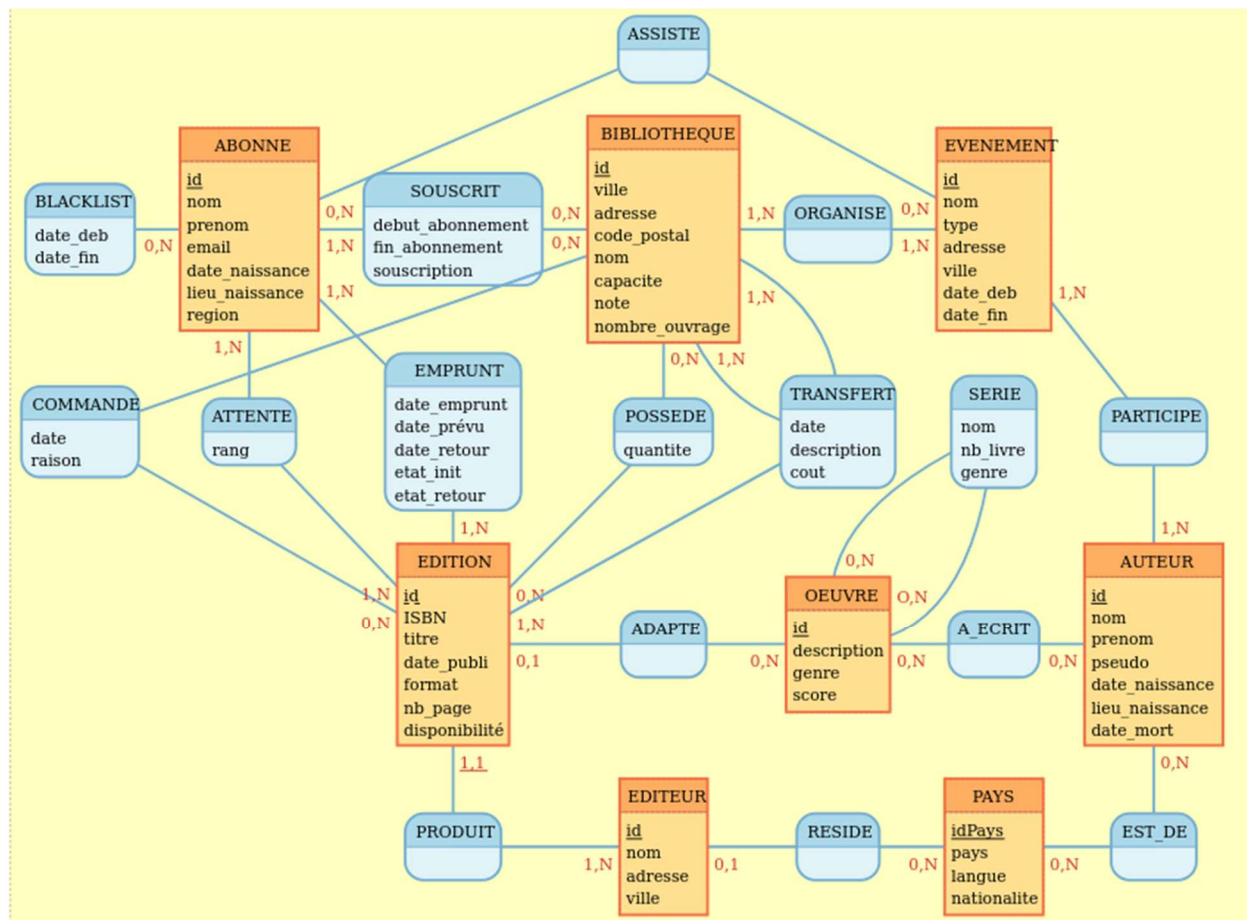 ASSISTE
ABONNE
id
nom
prenom
email
date_naissance
lieu_naissance
region
BIBLIOTHEQUE
id
ville
adresse
code_postal
nom
capacite
note
nombre_ouvrage
EVENEMENT
id
nom
type
adresse
ville
date_deb
date_fin
BLACKLIST
date_deb
date_fin
0,N
SOUSCRIT
debut_abonnement
fin_abonnement
souscription
0,N
1,N
1,N
0,N
0,N
ORGANISE
1,N
0,N
1,N
1,N
1,N
1,N
0,N
1,N
COMMANDE
date
raison
ATTENTE
rang
EMPRUNT
date_emprunt
date_prévu
date_retour
etat_init
etat_retour
1,N
POSSEDE
quantite
TRANSFERT
date
description
cout
SERIE
nom
nb_livre
genre
PARTICIPE
1,N
EDITION
id
ISBN
titre
date_publi
format
nb_page
disponibilité
1,N
0,N
0,N
1,N
0,1
ADAPTE
0,N
OEUVRE
id
description
genre
score
0,N
O,N
0,N
A_ECRIT
0,N
AUTEUR
id
nom
prenom
pseudo
date_naissance
lieu_naissance
date_mort
1,1
0,N
PRODUIT
1,N
EDITEUR
id
nom
adresse
ville
0,1
RESIDE
0,N
PAYS
idPays
pays
langue
nationalite
0,N
EST_DE